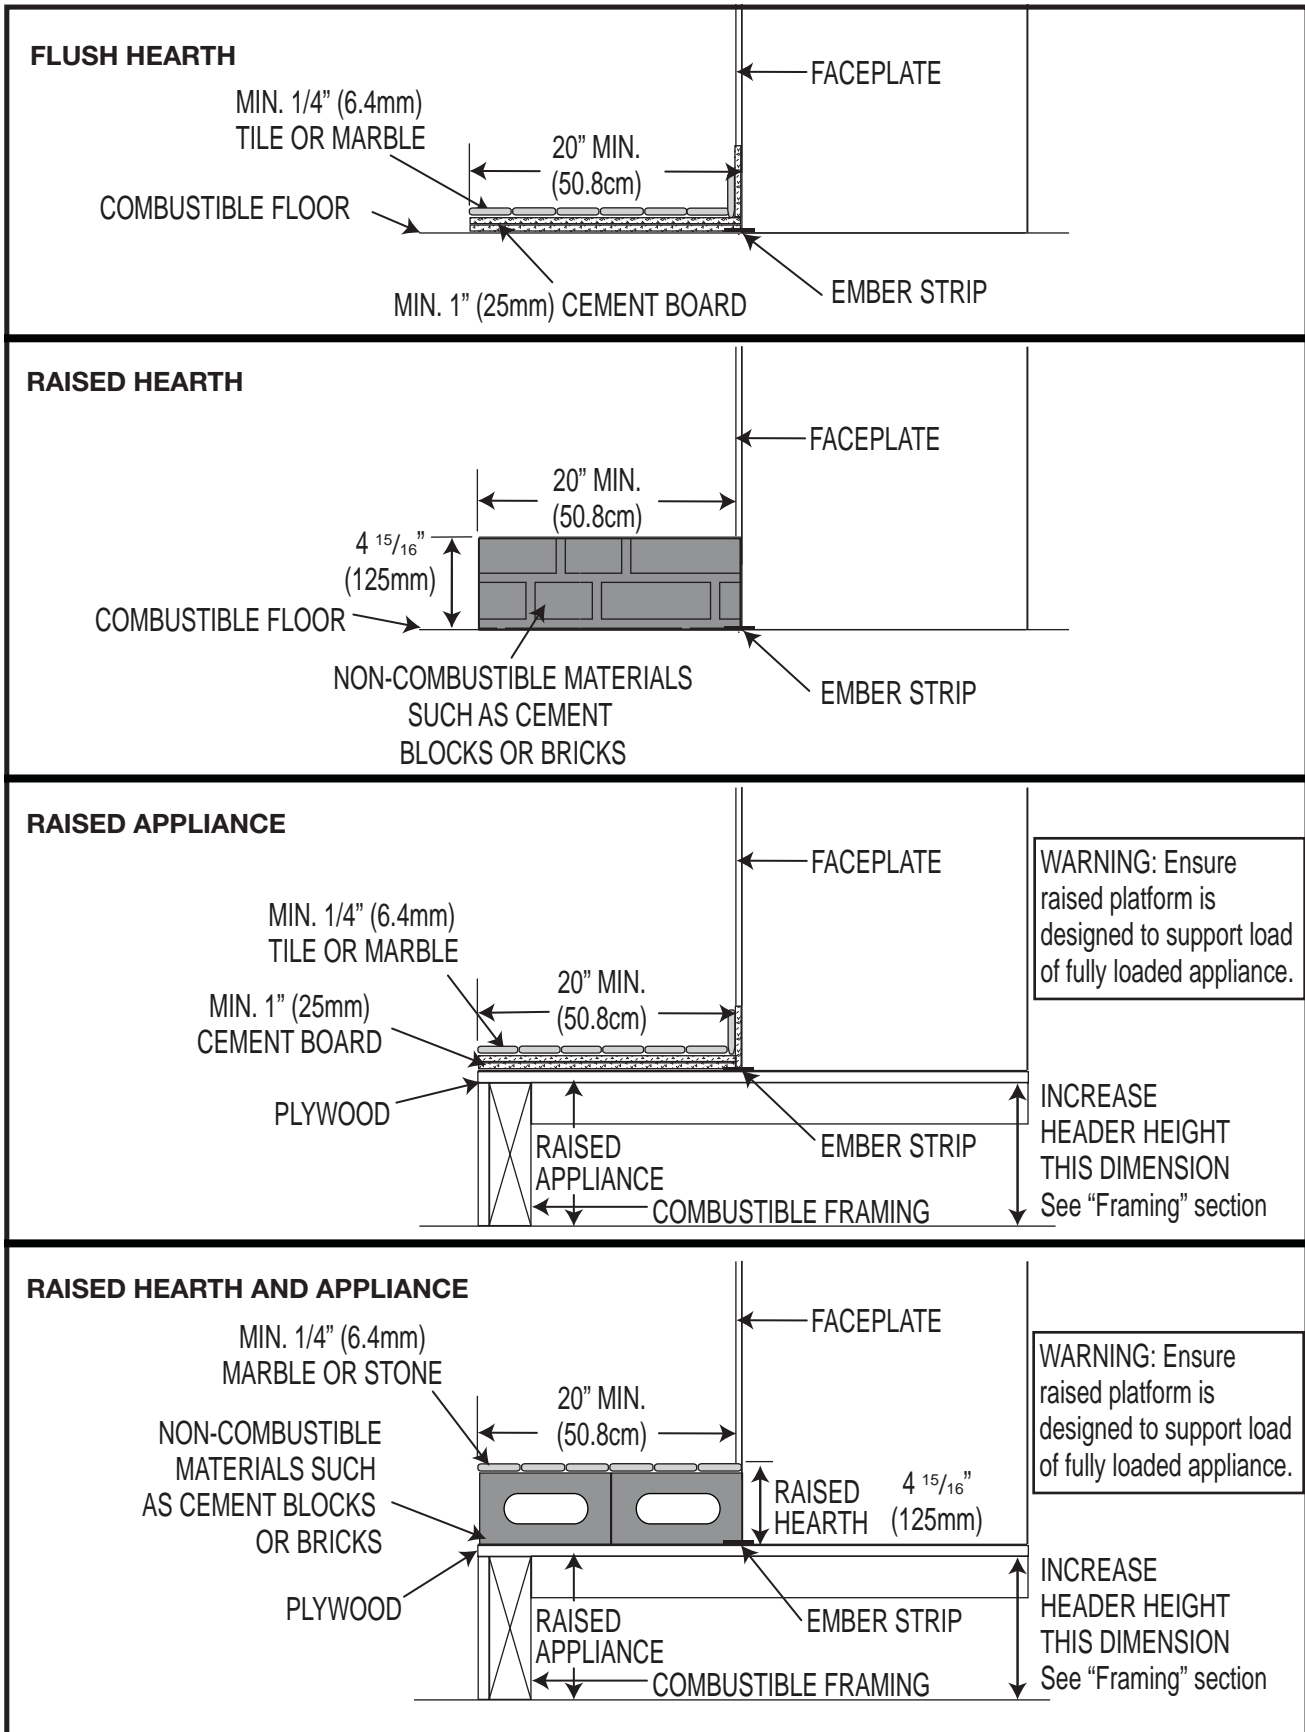 FLUSH HEARTH
MIN. 1/4” (6.4mm)
TILE OR MARBLE
20” MIN.
(50.8cm)
FACEPLATE
COMBUSTIBLE FLOOR
MIN. 1” (25mm) CEMENT BOARD
EMBER STRIP
RAISED HEARTH
FACEPLATE
20” MIN.
(50.8cm)
4 15/16”
(125mm)
COMBUSTIBLE FLOOR
NON-COMBUSTIBLE MATERIALS
SUCH AS CEMENT
BLOCKS OR BRICKS
EMBER STRIP
RAISED APPLIANCE
FACEPLATE
WARNING: Ensure
raised platform is
designed to support load
of fully loaded appliance.
MIN. 1/4” (6.4mm)
TILE OR MARBLE
20” MIN.
(50.8cm)
MIN. 1” (25mm)
CEMENT BOARD
PLYWOOD
RAISED
APPLIANCE
EMBER STRIP
COMBUSTIBLE FRAMING
INCREASE
HEADER HEIGHT
THIS DIMENSION
See “Framing” section
RAISED HEARTH AND APPLIANCE
FACEPLATE
MIN. 1/4” (6.4mm)
MARBLE OR STONE
WARNING: Ensure
raised platform is
designed to support load
of fully loaded appliance.
20” MIN.
(50.8cm)
NON-COMBUSTIBLE
MATERIALS SUCH
AS CEMENT BLOCKS
OR BRICKS
RAISED
HEARTH
4 15/16”
(125mm)
PLYWOOD
RAISED
APPLIANCE
EMBER STRIP
COMBUSTIBLE FRAMING
INCREASE
HEADER HEIGHT
THIS DIMENSION
See “Framing” section